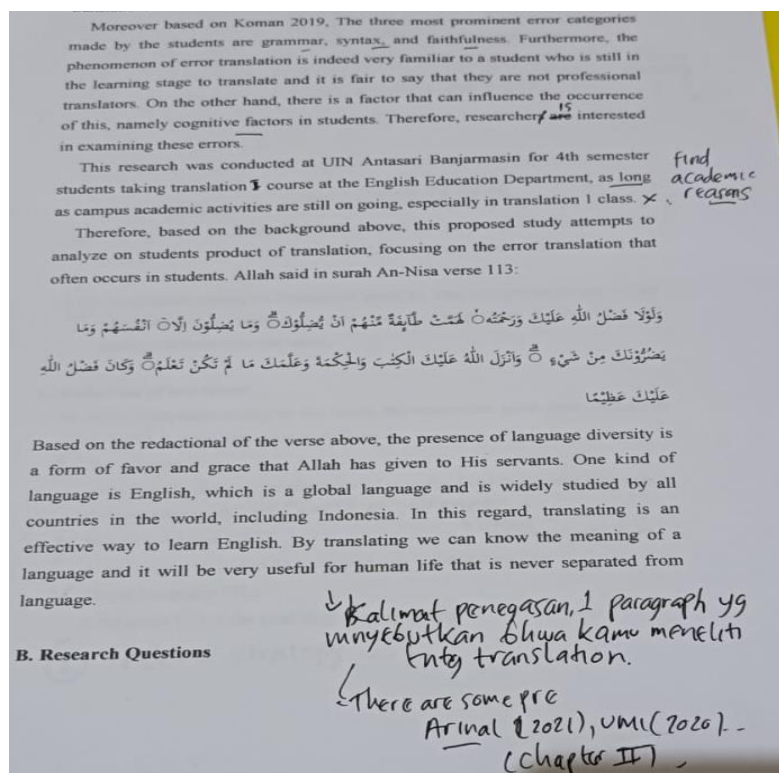 Moreover based on Koman 2019, The three most prominent error categories
made by the students are grammar, syntax, and faithfulness. Furthermore, the
phenomenon of error translation is indeed very familiar to a student who is still in
the learning stage to translate and it is fair to say that they are not professional
translators. On the other hand, there is a factor that can influence the occurrence
of this, namely cognitive factors in students. Therefore, researchers are interested
is
in examining these errors.
This research was conducted at UIN Antasari Banjarmasin for 4th semester
students taking translation 1 course at the English Education Department, as long
as campus academic activities are still on going, especially in translation 1 class.
find
academic
reasons
Therefore, based on the background above, this proposed study attempts to
analyze on students product of translation, focusing on the error translation that
often occurs in students. Allah said in surah An-Nisa verse 113:
وَلَوْلَا فَضْلُ اللّٰهِ عَلَيْكَ وَرَحْمَتُهٗ لَهَمَّتْ طَّاۤىِٕفَةٌ مِّنْهُمْ اَنْ يُّضِلُّوْكَۗ وَمَا يُضِلُّوْنَ اِلَّآ اَنْفُسَهُمْ وَمَا
يَضُرُّوْنَكَ مِنْ شَيْءٍ ۗ وَاَنْزَلَ اللّٰهُ عَلَيْكَ الْكِتٰبَ وَالْحِكْمَةَ وَعَلَّمَكَ مَا لَمْ تَكُنْ تَعْلَمُۗ وَكَانَ فَضْلُ اللّٰهِ
عَلَيْكَ عَظِيْمًا
Based on the redactional of the verse above, the presence of language diversity is
a form of favor and grace that Allah has given to His servants. One kind of
language is English, which is a global language and is widely studied by all
countries in the world, including Indonesia. In this regard, translating is an
effective way to learn English. By translating we can know the meaning of a
language and it will be very useful for human life that is never separated from
language.
Kalimat penegasan, 1 paragraph yg
mnyebutkan bhwa kamu meneliti
tntg translation.
B. Research Questions
There are some pre
Arinal (2021), UMI (2020)..
(chapter II)